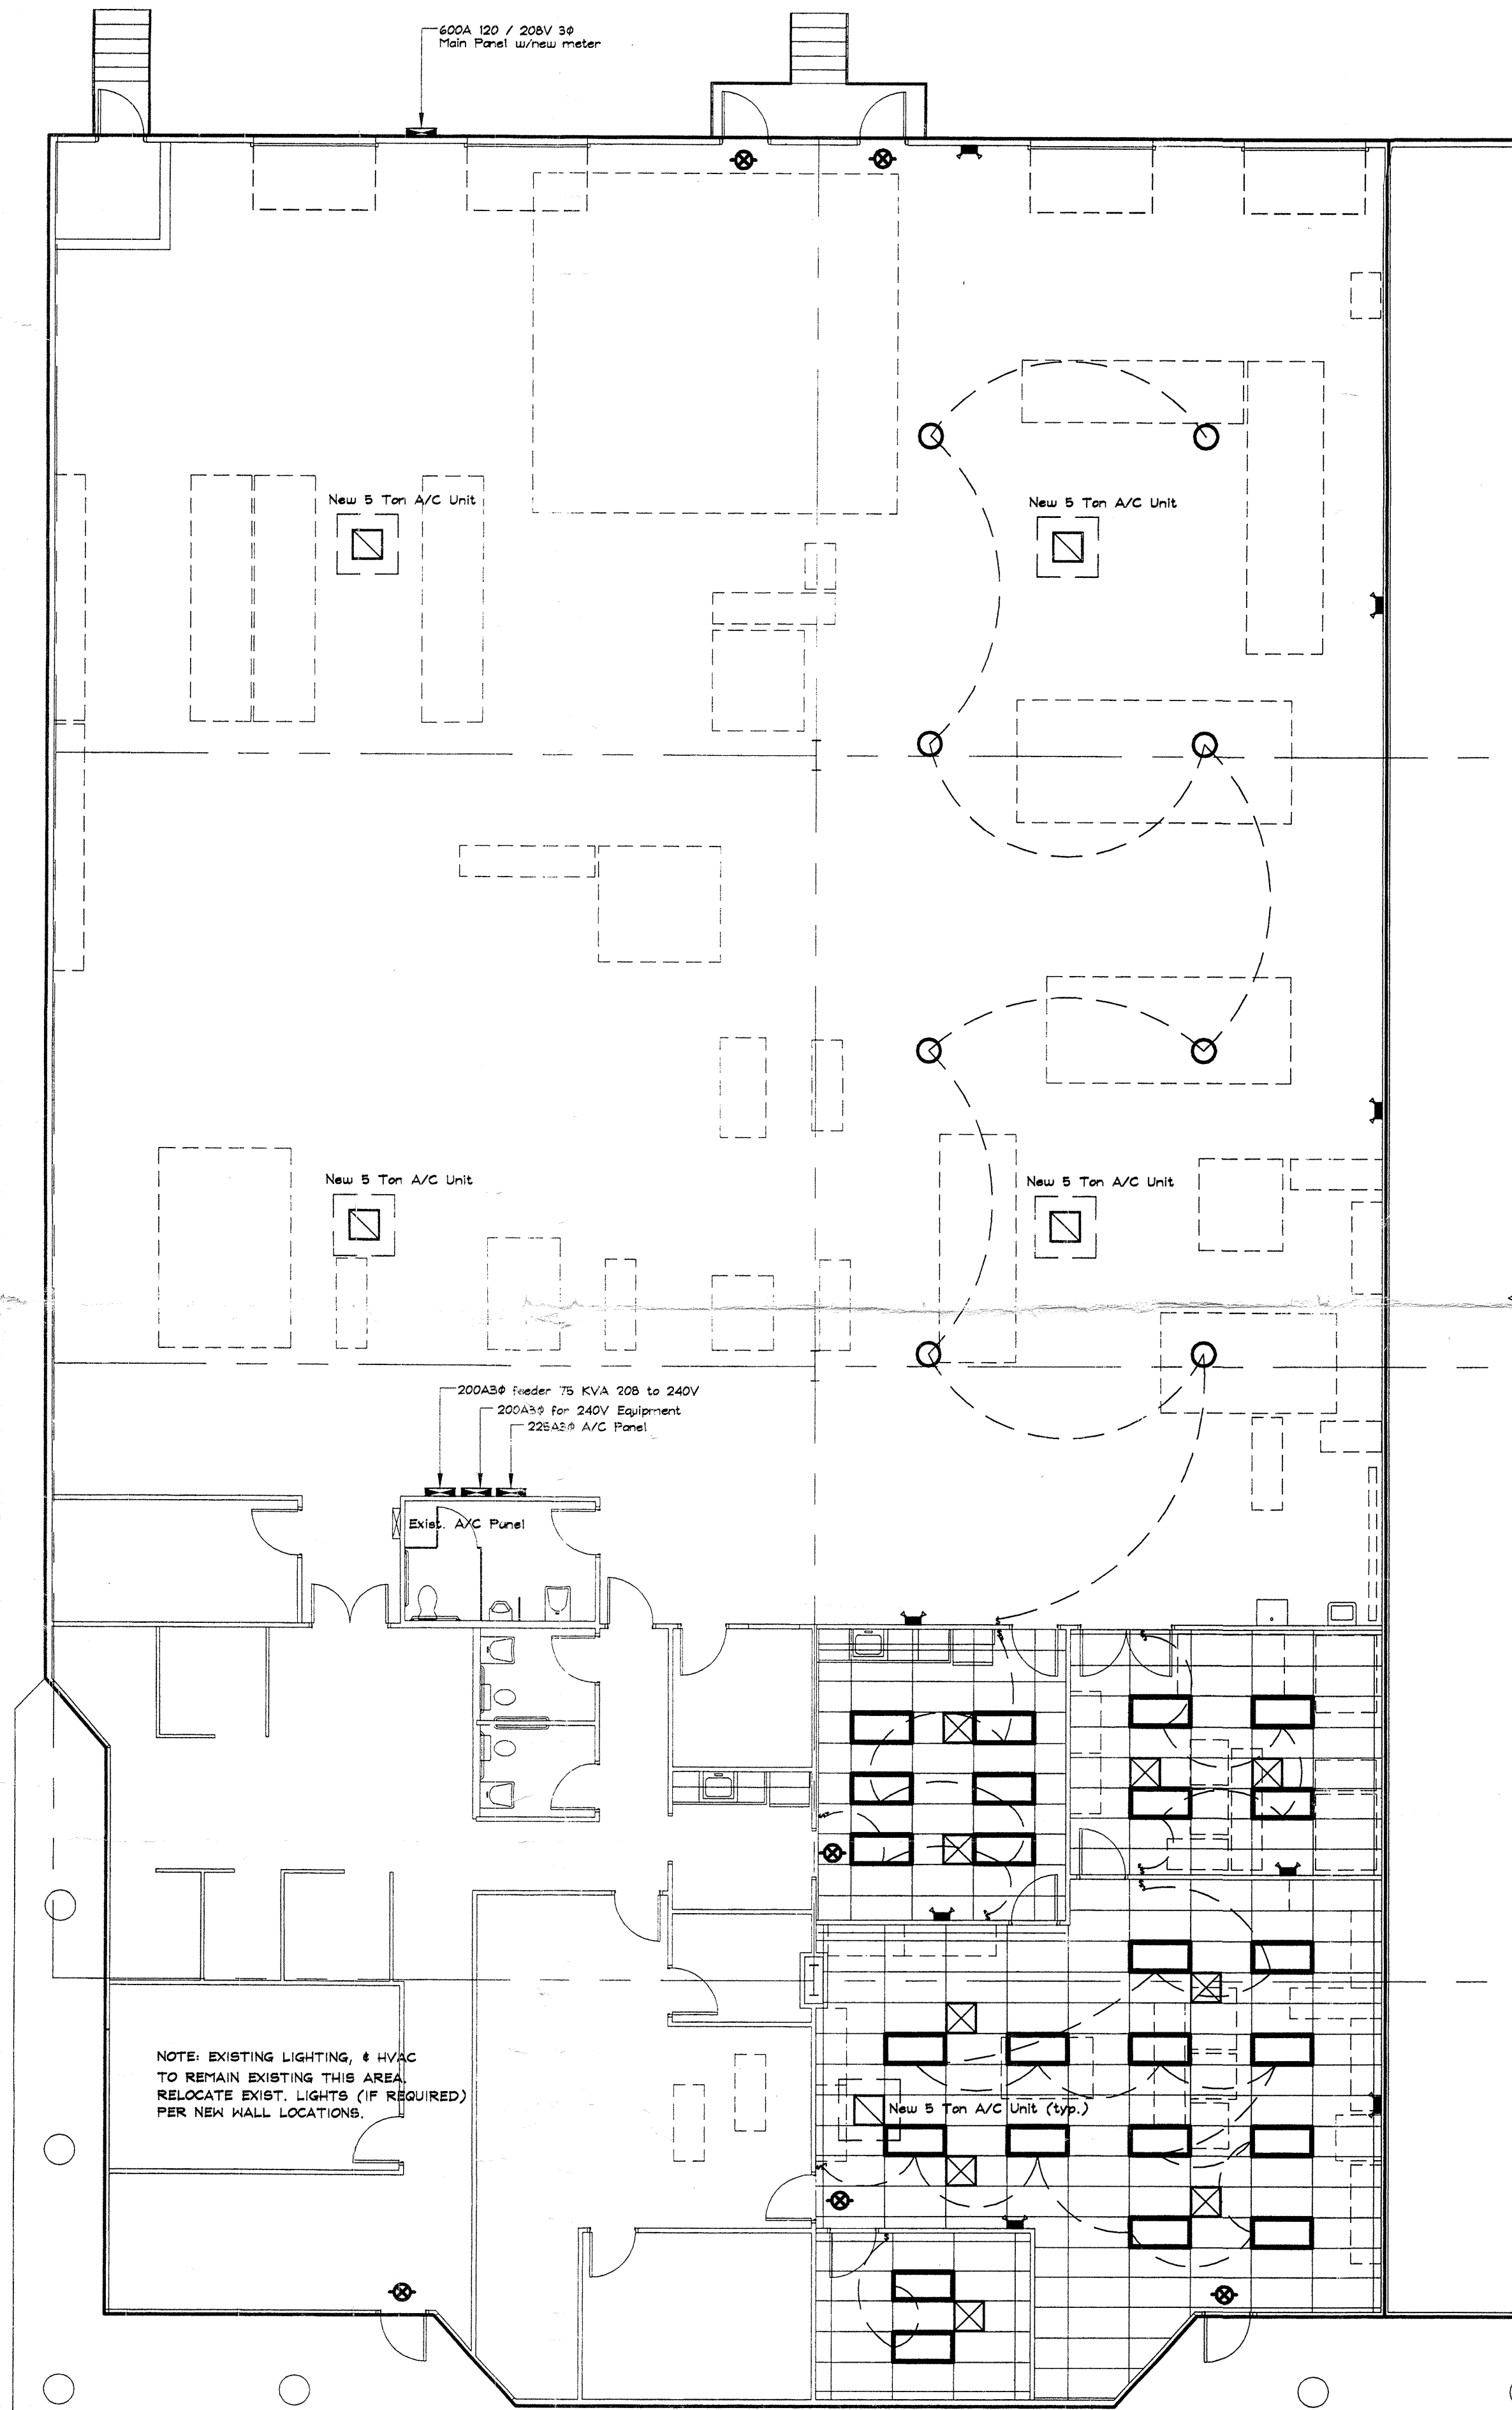 600A 120 / 208V 3Φ
Main Panel w/new meter
New 5 Ton A/C Unit
New 5 Ton A/C Unit
New 5 Ton A/C Unit
New 5 Ton A/C Unit
200A3Φ feeder 75 KVA 208 to 240V
200A3Φ for 240V Equipment
225A3Φ A/C Panel
Exist. A/C Panel
NOTE: EXISTING LIGHTING, & HVAC
TO REMAIN EXISTING THIS AREA.
RELOCATE EXIST. LIGHTS (IF REQUIRED)
PER NEW WALL LOCATIONS.
New 5 Ton A/C Unit (typ.)